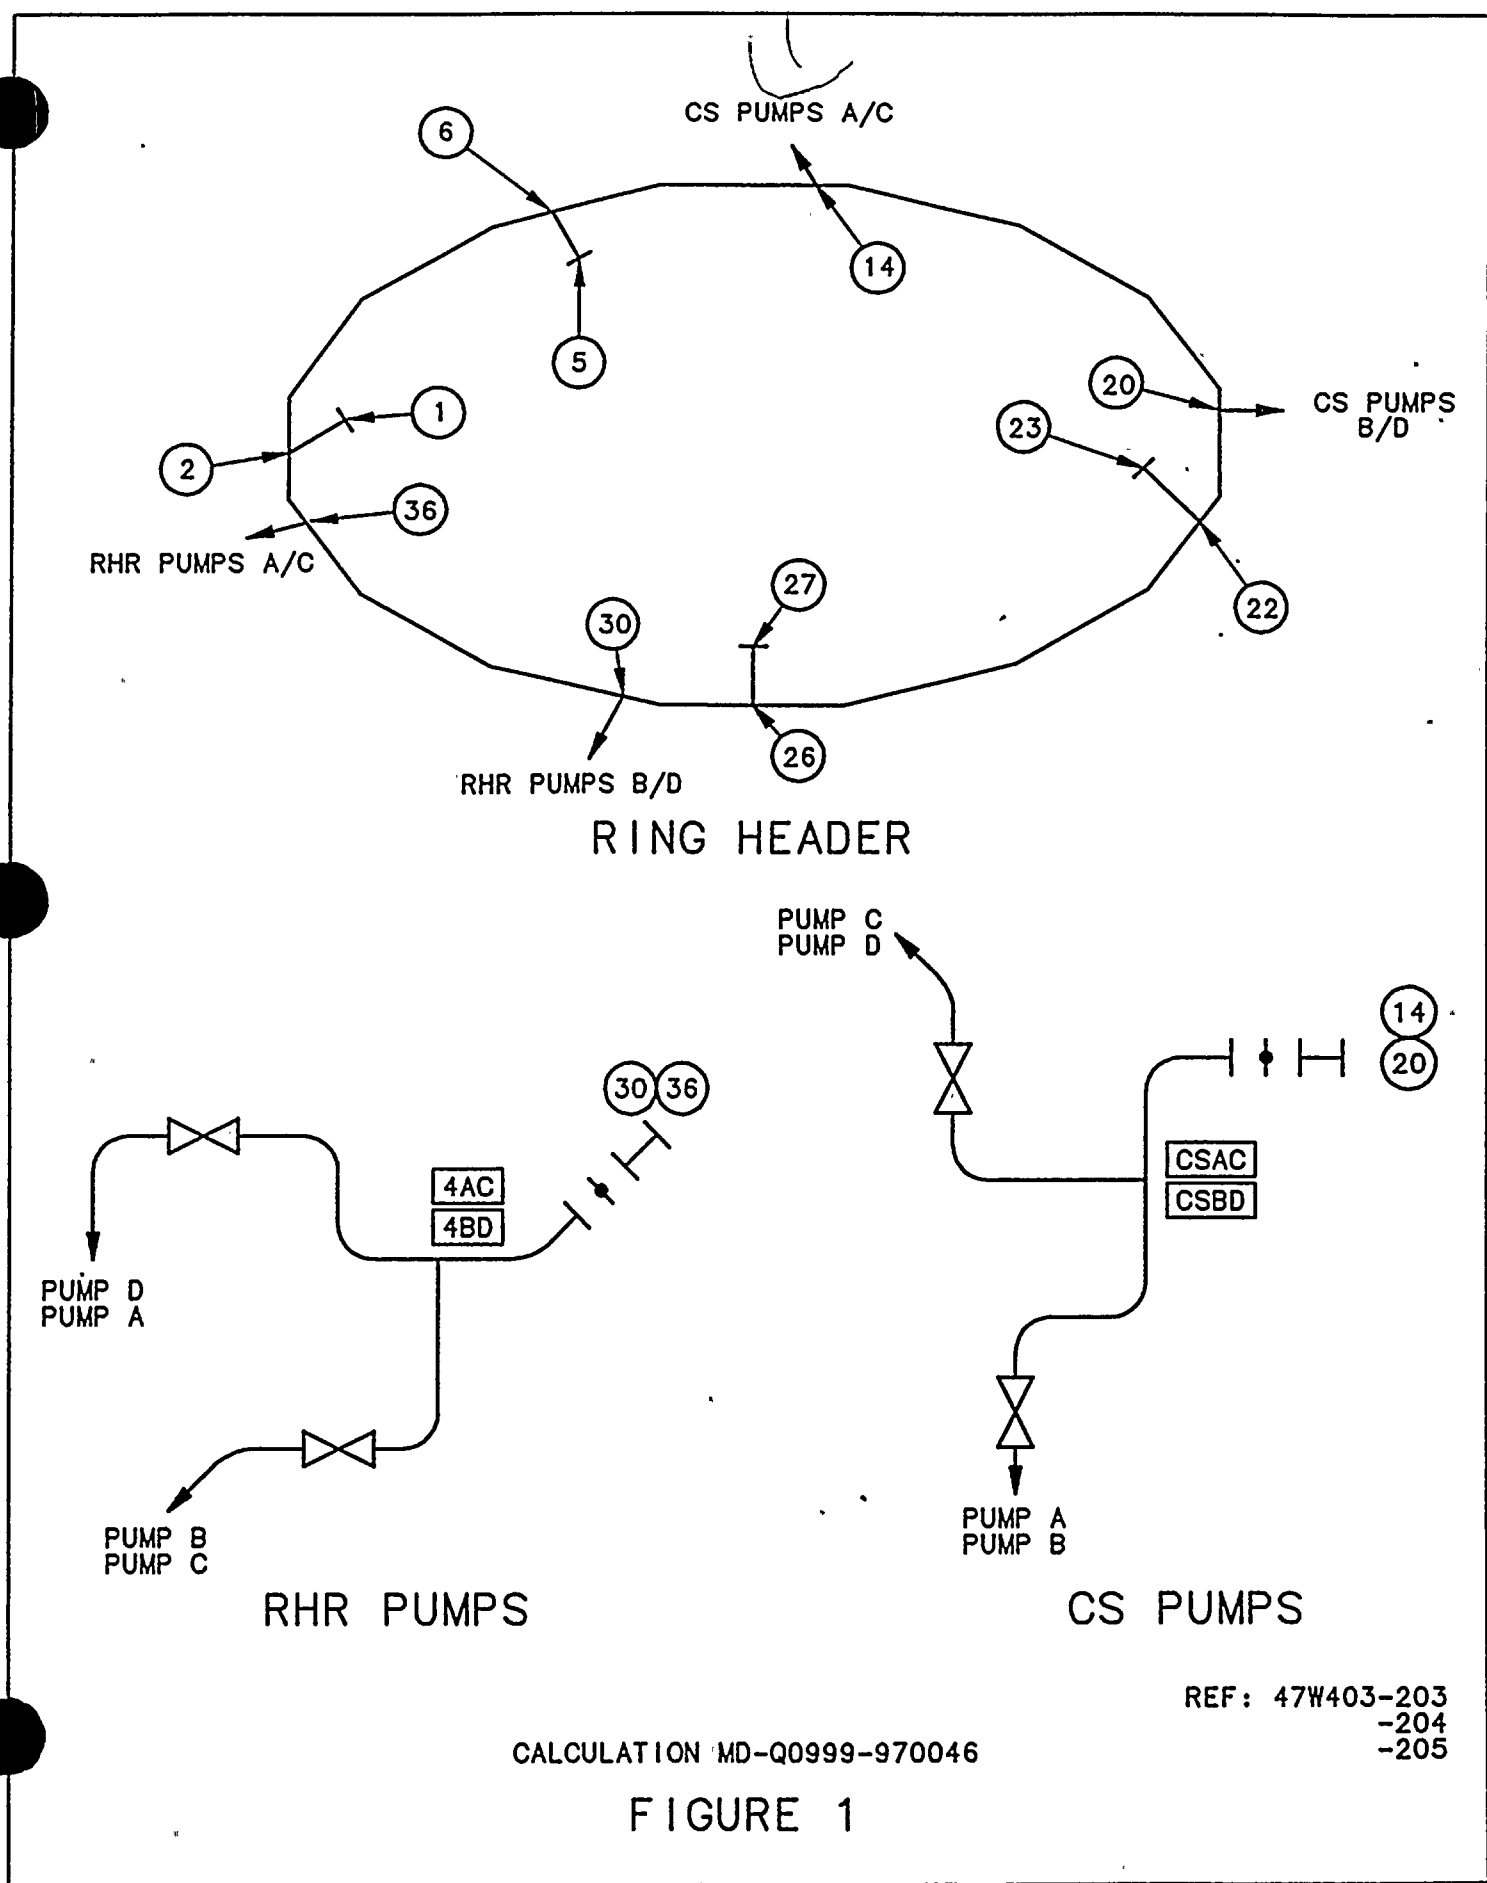 CS PUMPS A/C
6
14
5
20
CS PUMPS
B/D
1
23
2
36
RHR PUMPS A/C
27
30
22
26
RHR PUMPS B/D
RING HEADER
PUMP C
PUMP D
14
20
30 36
CSAC
CSBD
4AC
4BD
PUMP D
PUMP A
PUMP A
PUMP B
PUMP B
PUMP C
RHR PUMPS
CS PUMPS
REF: 47W403-203
-204
-205
CALCULATION MD-Q0999-970046
FIGURE 1